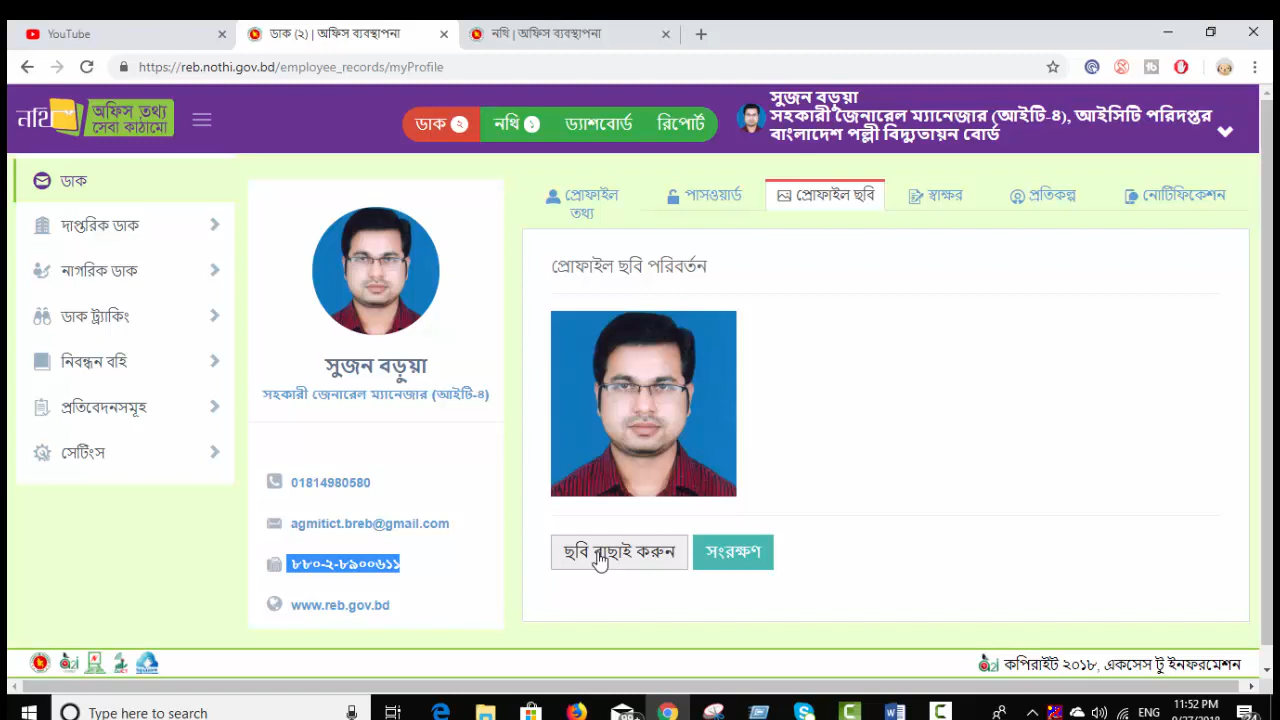 YouTube
ডাক (২) | অফিস ব্যবস্থাপনা
নথি | অফিস ব্যবস্থাপনা
https://reb.nothi.gov.bd/employee_records/myProfile
নথি
অফিস তথ্য
সেবা কাঠামো
ডাক ২
নথি ১
ড্যাশবোর্ড
রিপোর্ট
সুজন বড়ুয়া
সহকারী জেনারেল ম্যানেজার (আইটি-৪), আইসিটি পরিদপ্তর
বাংলাদেশ পল্লী বিদ্যুতায়ন বোর্ড
ডাক
দাপ্তরিক ডাক
নাগরিক ডাক
ডাক ট্র্যাকিং
নিবন্ধন বহি
প্রতিবেদনসমূহ
সেটিংস
সুজন বড়ুয়া
সহকারী জেনারেল ম্যানেজার (আইটি-৪)
01814980580
agmitict.breb@gmail.com
৮৮০-২-৮৯০০৬১১
www.reb.gov.bd
প্রোফাইল
তথ্য
পাসওয়ার্ড
প্রোফাইল ছবি
স্বাক্ষর
প্রতিকল্প
নোটিফিকেশন
প্রোফাইল ছবি পরিবর্তন
ছবি বাছাই করুন
সংরক্ষণ
কপিরাইট ২০১৮, একসেস টু ইনফরমেশন
Type here to search
ENG
11:52 PM